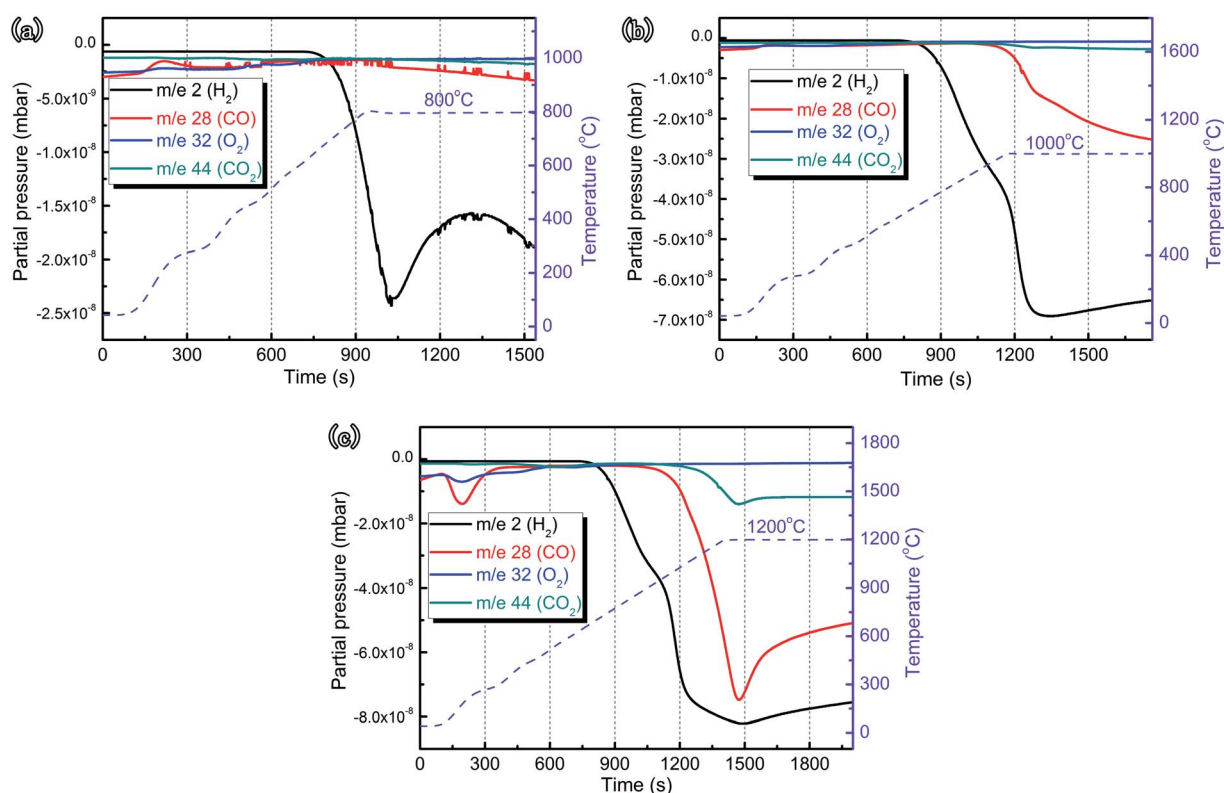 (a)
0.0
-5.0x10⁻⁹
-1.0x10⁻⁸
-1.5x10⁻⁸
-2.0x10⁻⁸
-2.5x10⁻⁸
Partial pressure (mbar)
m/e 2 (H₂)
m/e 28 (CO)
m/e 32 (O₂)
m/e 44 (CO₂)
800°C
1000
800
600
400
200
0
Temperature (°C)
0 300 600 900 1200 1500
Time (s)
(b)
0.0
-1.0x10⁻⁸
-2.0x10⁻⁸
-3.0x10⁻⁸
-4.0x10⁻⁸
-5.0x10⁻⁸
-6.0x10⁻⁸
-7.0x10⁻⁸
Partial pressure (mbar)
m/e 2 (H₂)
m/e 28 (CO)
m/e 32 (O₂)
m/e 44 (CO₂)
1000°C
1600
1400
1200
1000
800
600
400
200
0
Temperature (°C)
0 300 600 900 1200 1500
Time (s)
(c)
0.0
-2.0x10⁻⁸
-4.0x10⁻⁸
-6.0x10⁻⁸
-8.0x10⁻⁸
Partial pressure (mbar)
m/e 2 (H₂)
m/e 28 (CO)
m/e 32 (O₂)
m/e 44 (CO₂)
1200°C
1800
1500
1200
900
600
300
0
Temperature (°C)
0 300 600 900 1200 1500 1800
Time (s)